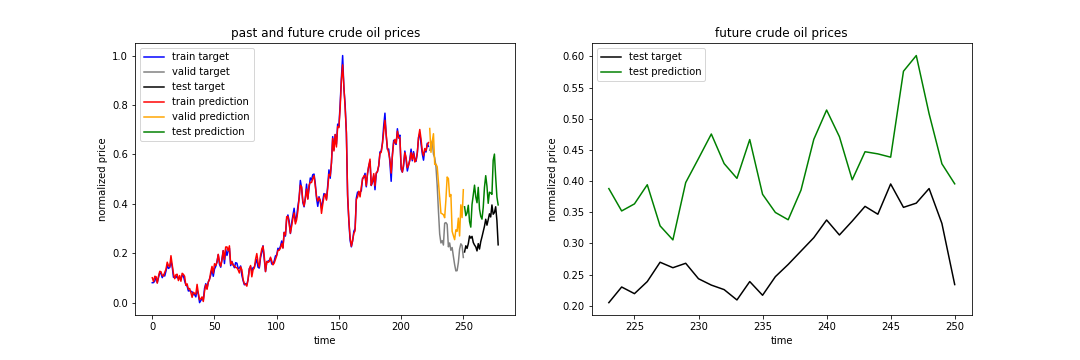 past and future crude oil prices
normalized price
1.0
0.8
0.6
0.4
0.2
0.0
train target
valid target
test target
train prediction
valid prediction
test prediction
0
50
100
150
200
250
time
future crude oil prices
normalized price
0.60
0.55
0.50
0.45
0.40
0.35
0.30
0.25
0.20
test target
test prediction
225
230
235
240
245
250
time